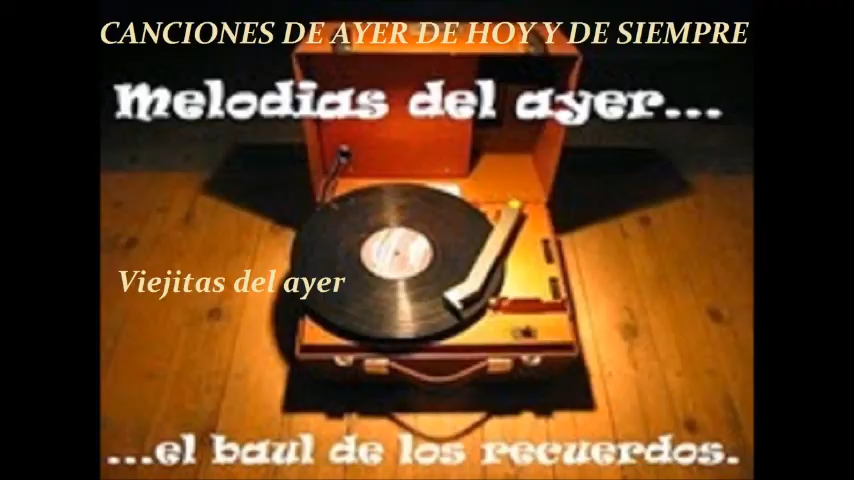 CANCIONES DE AYER DE HOY Y DE SIEMPRE
Melodias del ayer...
Viejitas del ayer
...el baul de los recuerdos.